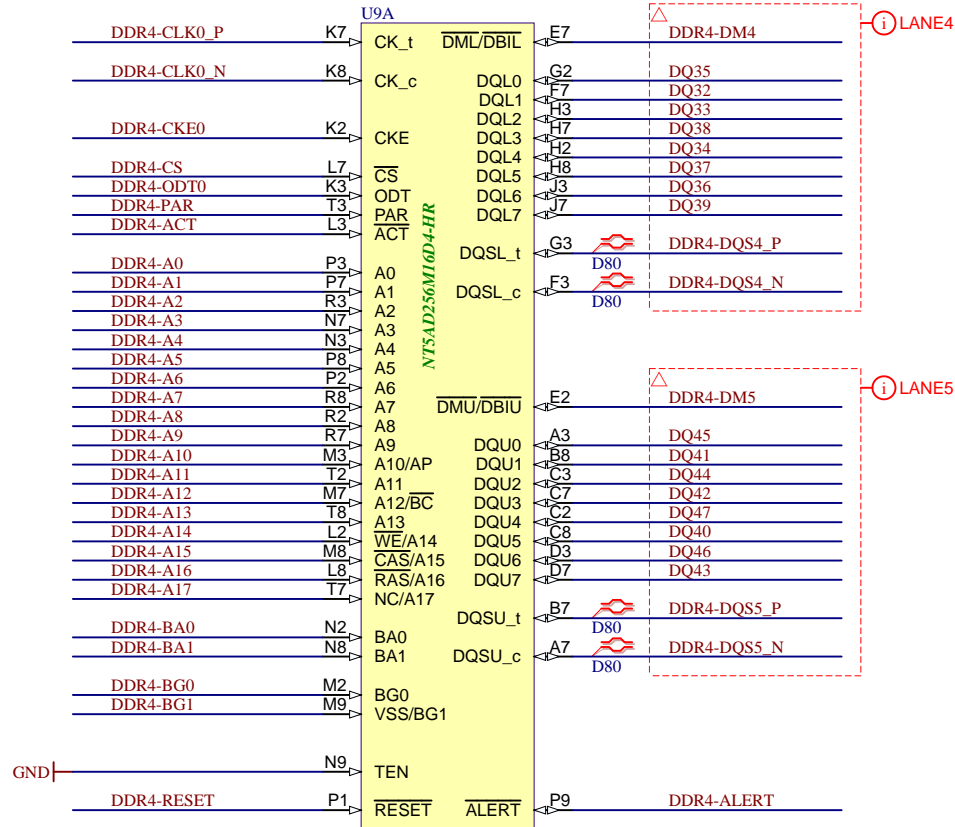 U9A
DDR4-CLK0_P K7 CK_t DML/DBIL E7 DDR4-DM4 i LANE4
DDR4-CLK0_N K8 CK_c DQL0 G2 DQ35
DQL1 F7 DQ32
DQL2 H3 DQ33
DDR4-CKE0 K2 CKE DQL3 H7 DQ38
DQL4 H2 DQ34
DDR4-CS L7 CS DQL5 H8 DQ37
DDR4-ODT0 K3 ODT DQL6 J3 DQ36
DDR4-PAR T3 PAR DQL7 J7 DQ39
DDR4-ACT L3 ACT
DQSL_t G3 D80 DDR4-DQS4_P
DDR4-A0 P3 A0
DDR4-A1 P7 A1 DQSL_c F3 D80 DDR4-DQS4_N
DDR4-A2 R3 A2
DDR4-A3 N7 A3
DDR4-A4 N3 A4
DDR4-A5 P8 A5
NT5AD256M16D4-HR
DDR4-A6 P2 A6
DDR4-A7 R8 A7 DMU/DBIU E2 DDR4-DM5 i LANE5
DDR4-A8 R2 A8
DDR4-A9 R7 A9 DQU0 A3 DQ45
DDR4-A10 M3 A10/AP DQU1 B8 DQ41
DDR4-A11 T2 A11 DQU2 C3 DQ44
DDR4-A12 M7 A12/BC DQU3 C7 DQ42
DDR4-A13 T8 A13 DQU4 C2 DQ47
DDR4-A14 L2 WE/A14 DQU5 C8 DQ40
DDR4-A15 M8 CAS/A15 DQU6 D3 DQ46
DDR4-A16 L8 RAS/A16 DQU7 D7 DQ43
DDR4-A17 T7 NC/A17
DQSU_t B7 D80 DDR4-DQS5_P
DDR4-BA0 N2 BA0
DDR4-BA1 N8 BA1 DQSU_c A7 D80 DDR4-DQS5_N
DDR4-BG0 M2 BG0
DDR4-BG1 M9 VSS/BG1
GND N9 TEN
DDR4-RESET P1 RESET ALERT P9 DDR4-ALERT